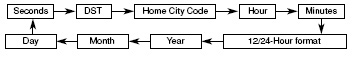 Seconds DST Home City Code Hour Minutes
Day Month Year 12/24-Hour format